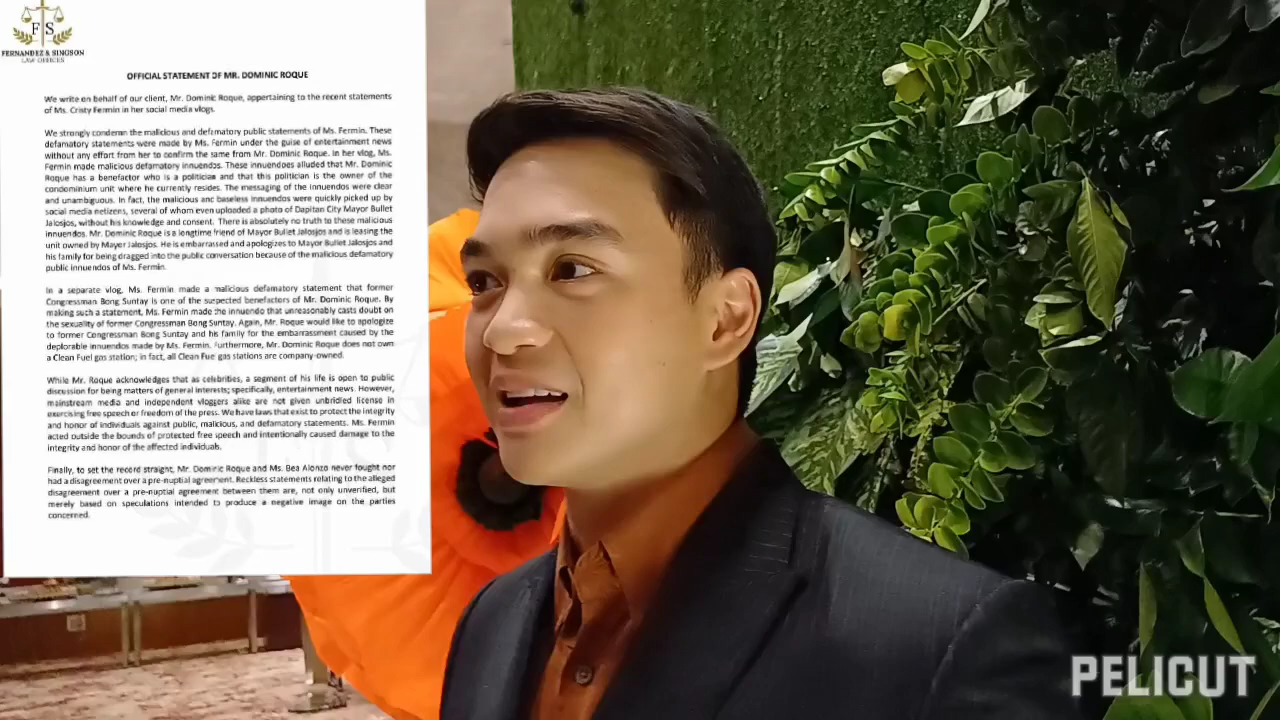 F S
FERNANDEZ & SINGSON
LAW OFFICES
OFFICIAL STATEMENT OF MR. DOMINIC ROQUE
We write on behalf of our client, Mr. Dominic Roque, appertaining to the recent statements
of Ms. Cristy Fermin in her social media vlogs.
We strongly condemn the malicious and defamatory public statements of Ms. Fermin. These
defamatory statements were made by Ms. Fermin under the guise of entertainment news
without any effort from her to confirm the same from Mr. Dominic Roque. In her vlog, Ms.
Fermin made malicious defamatory innuendos. These innuendoes alluded that Mr. Dominic
Roque has a benefactor who is a politician and that this politician is the owner of the
condominium unit where he currently resides. The messaging of the innuendos were clear
and unambiguous. In fact, the malicious and baseless innuendos were quickly picked up by
social media netizens, several of whom even uploaded a photo of Dapitan City Mayor Bullet
Jalosjos, without his knowledge and consent. There is absolutely no truth to these malicious
innuendos. Mr. Dominic Roque is a longtime friend of Mayor Bullet Jalosjos and is leasing the
unit owned by Mayor Jalosjos. He is embarrassed and apologizes to Mayor Bullet Jalosjos and
his family for being dragged into the public conversation because of the malicious defamatory
public innuendos of Ms. Fermin.
In a separate vlog, Ms. Fermin made a malicious defamatory statement that former
Congressman Bong Suntay is one of the suspected benefactors of Mr. Dominic Roque. By
making such a statement, Ms. Fermin made the innuendo that unreasonably casts doubt on
the sexuality of former Congressman Bong Suntay. Again, Mr. Roque would like to apologize
to former Congressman Bong Suntay and his family for the embarrassment caused by the
deplorable innuendos made by Ms. Fermin. Furthermore, Mr. Dominic Roque does not own
a Clean Fuel gas station; in fact, all Clean Fuel gas stations are company-owned.
While Mr. Roque acknowledges that as celebrities, a segment of his life is open to public
discussion for being matters of general interests; specifically, entertainment news. However,
mainstream media and independent vloggers alike are not given unbridled license in
exercising free speech or freedom of the press. We have laws that exist to protect the integrity
and honor of individuals against public, malicious, and defamatory statements. Ms. Fermin
acted outside the bounds of protected free speech and intentionally caused damage to the
integrity and honor of the affected individuals.
Finally, to set the record straight, Mr. Dominic Roque and Ms. Bea Alonzo never fought nor
had a disagreement over a pre-nuptial agreement. Reckless statements relating to the alleged
disagreement over a pre-nuptial agreement between them are, not only unverified, but
merely based on speculations intended to produce a negative image on the parties
concerned.
PELICUT